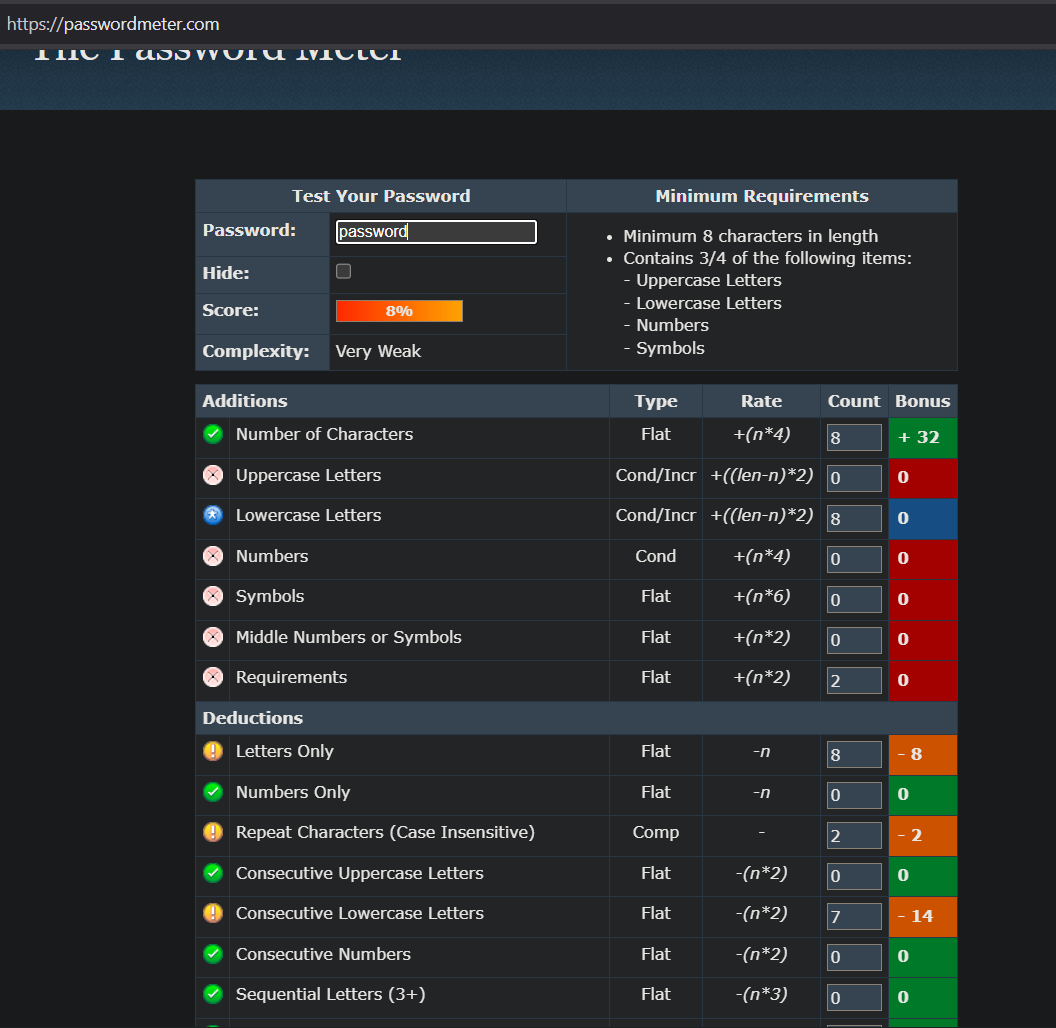 https://passwordmeter.com
The Password Meter
Test Your Password Minimum Requirements
Password: password
• Minimum 8 characters in length
• Contains 3/4 of the following items:
- Uppercase Letters
- Lowercase Letters
- Numbers
- Symbols
Hide:
Score: 8%
Complexity: Very Weak
Additions Type Rate Count Bonus
Number of Characters Flat +(n*4) 8 + 32
Uppercase Letters Cond/Incr +((len-n)*2) 0 0
Lowercase Letters Cond/Incr +((len-n)*2) 8 0
Numbers Cond +(n*4) 0 0
Symbols Flat +(n*6) 0 0
Middle Numbers or Symbols Flat +(n*2) 0 0
Requirements Flat +(n*2) 2 0
Deductions
Letters Only Flat -n 8 - 8
Numbers Only Flat -n 0 0
Repeat Characters (Case Insensitive) Comp - 2 - 2
Consecutive Uppercase Letters Flat -(n*2) 0 0
Consecutive Lowercase Letters Flat -(n*2) 7 - 14
Consecutive Numbers Flat -(n*2) 0 0
Sequential Letters (3+) Flat -(n*3) 0 0